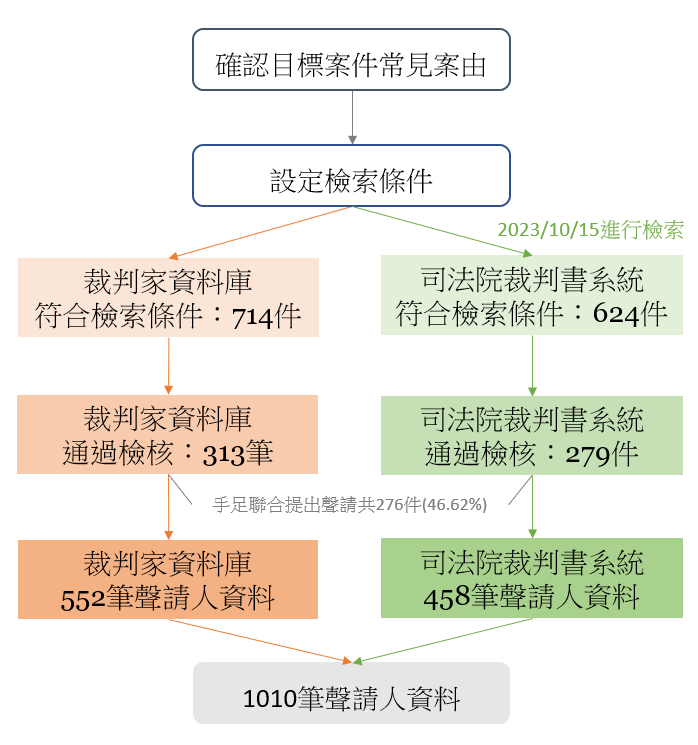 確認目標案件常見案由
設定檢索條件
2023/10/15進行檢索
裁判家資料庫
符合檢索條件：714件
司法院裁判書系統
符合檢索條件：624件
裁判家資料庫
通過檢核：313筆
司法院裁判書系統
通過檢核：279件
手足聯合提出聲請共276件(46.62%)
裁判家資料庫
552筆聲請人資料
司法院裁判書系統
458筆聲請人資料
1010筆聲請人資料